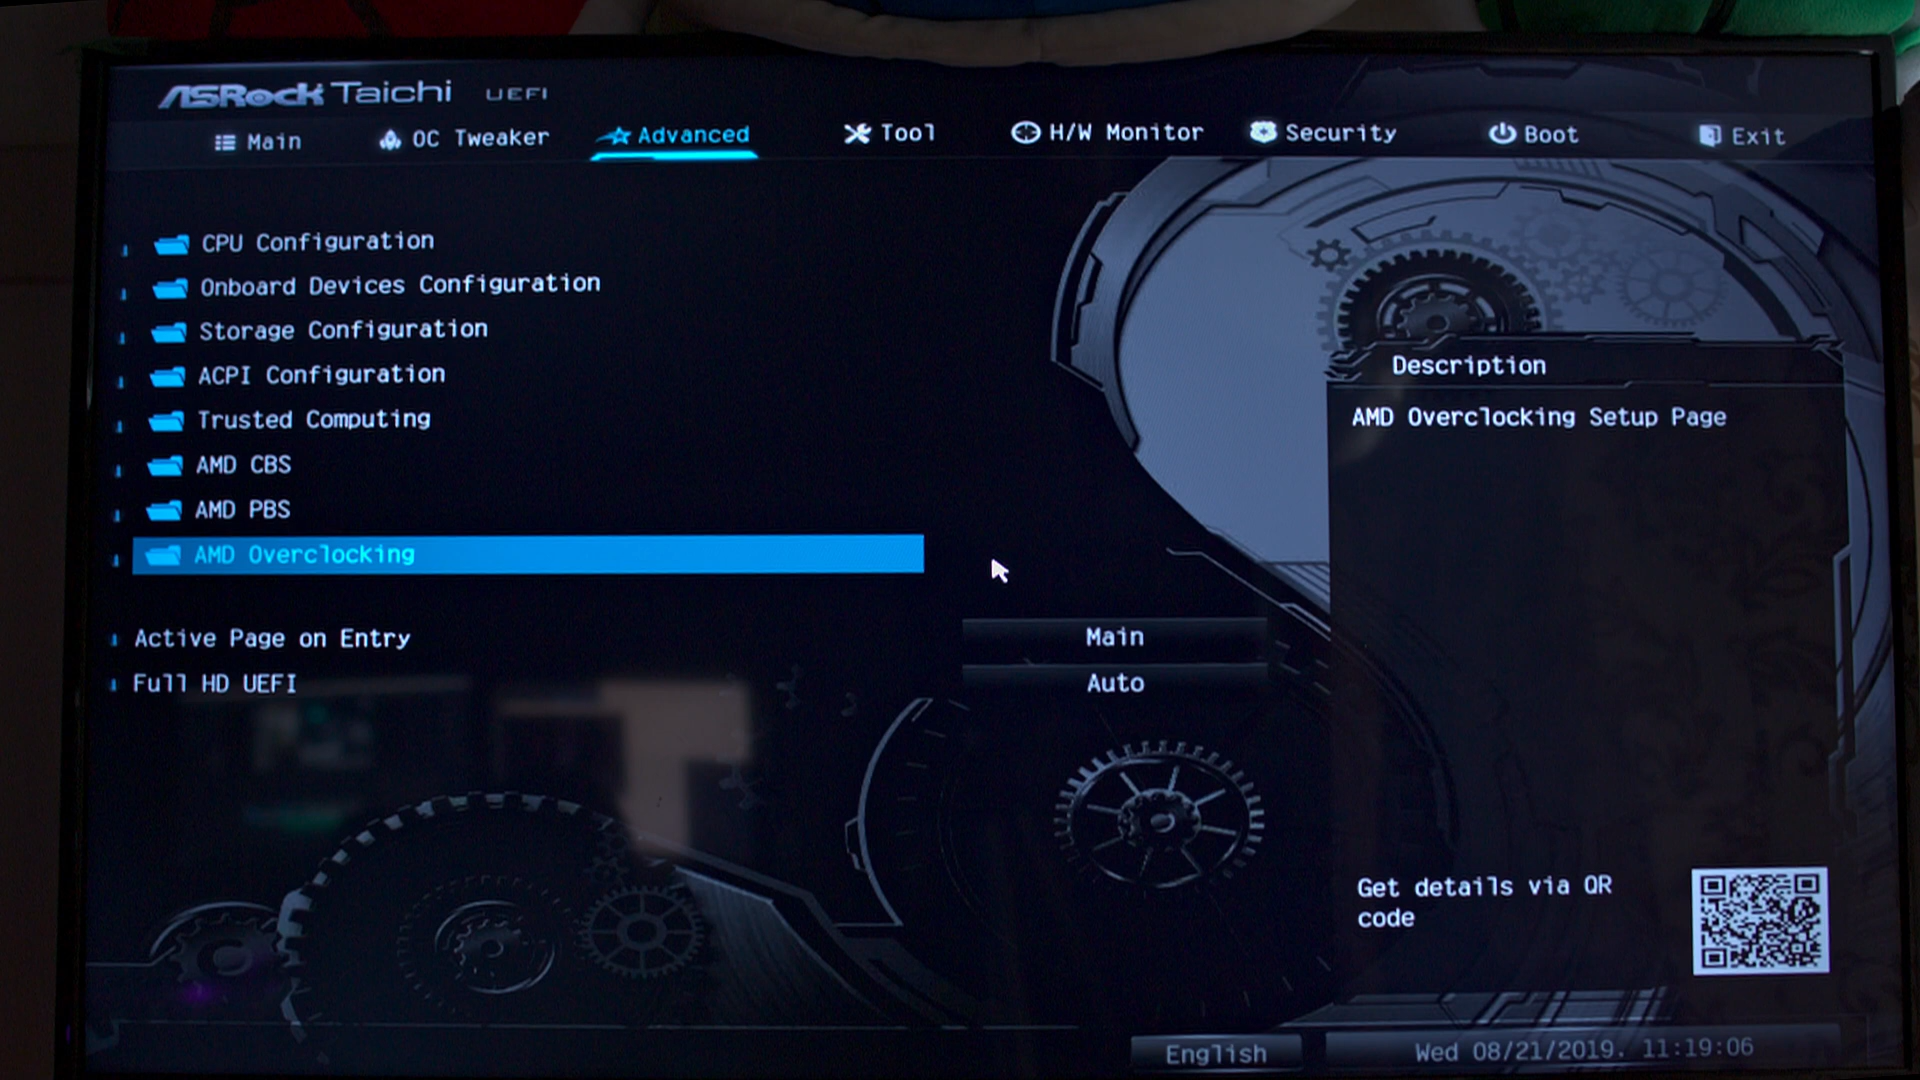 ASRock Taichi UEFI
Main OC Tweaker Advanced Tool H/W Monitor Security Boot Exit
CPU Configuration
Onboard Devices Configuration
Storage Configuration
ACPI Configuration
Trusted Computing
AMD CBS
AMD PBS
AMD Overclocking
Active Page on Entry Main
Full HD UEFI Auto
Description
AMD Overclocking Setup Page
Get details via QR
code
English Wed 08/21/2019. 11:19:06